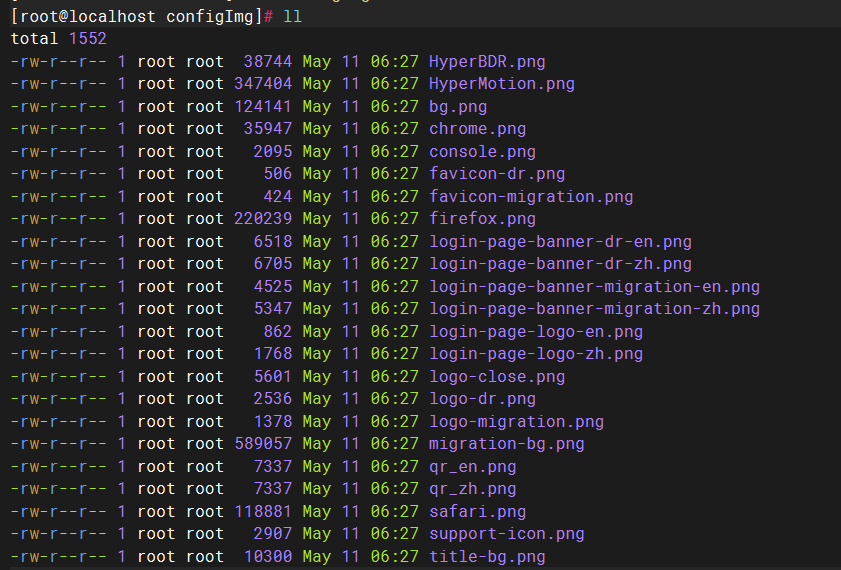 [root@localhost configImg]# ll
total 1552
-rw-r--r-- 1 root root  38744 May 11 06:27 HyperBDR.png
-rw-r--r-- 1 root root 347404 May 11 06:27 HyperMotion.png
-rw-r--r-- 1 root root 124141 May 11 06:27 bg.png
-rw-r--r-- 1 root root  35947 May 11 06:27 chrome.png
-rw-r--r-- 1 root root   2095 May 11 06:27 console.png
-rw-r--r-- 1 root root    506 May 11 06:27 favicon-dr.png
-rw-r--r-- 1 root root    424 May 11 06:27 favicon-migration.png
-rw-r--r-- 1 root root 220239 May 11 06:27 firefox.png
-rw-r--r-- 1 root root   6518 May 11 06:27 login-page-banner-dr-en.png
-rw-r--r-- 1 root root   6705 May 11 06:27 login-page-banner-dr-zh.png
-rw-r--r-- 1 root root   4525 May 11 06:27 login-page-banner-migration-en.png
-rw-r--r-- 1 root root   5347 May 11 06:27 login-page-banner-migration-zh.png
-rw-r--r-- 1 root root    862 May 11 06:27 login-page-logo-en.png
-rw-r--r-- 1 root root   1768 May 11 06:27 login-page-logo-zh.png
-rw-r--r-- 1 root root   5601 May 11 06:27 logo-close.png
-rw-r--r-- 1 root root   2536 May 11 06:27 logo-dr.png
-rw-r--r-- 1 root root   1378 May 11 06:27 logo-migration.png
-rw-r--r-- 1 root root 589057 May 11 06:27 migration-bg.png
-rw-r--r-- 1 root root   7337 May 11 06:27 qr_en.png
-rw-r--r-- 1 root root   7337 May 11 06:27 qr_zh.png
-rw-r--r-- 1 root root 118881 May 11 06:27 safari.png
-rw-r--r-- 1 root root   2907 May 11 06:27 support-icon.png
-rw-r--r-- 1 root root  10300 May 11 06:27 title-bg.png